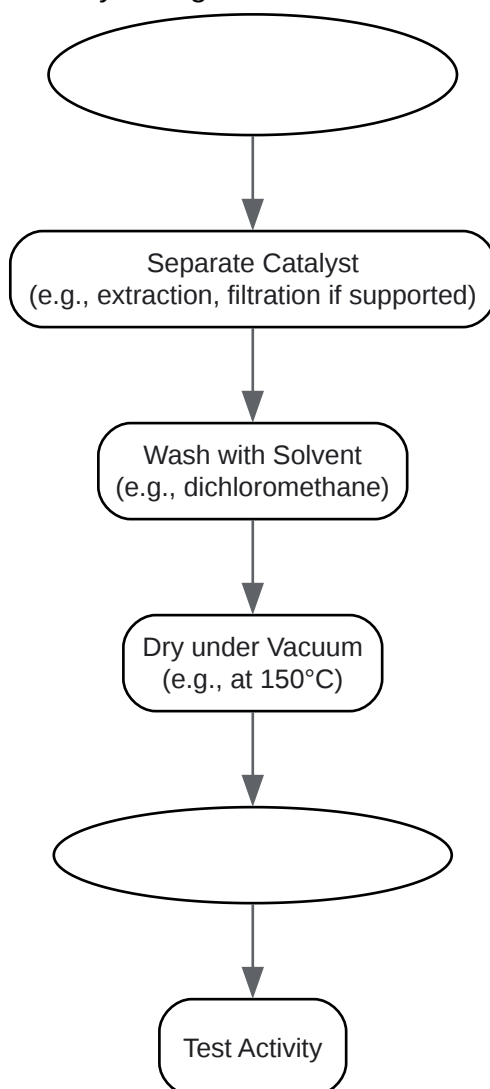 Separate Catalyst
(e.g., extraction, filtration if supported)
Wash with Solvent
(e.g., dichloromethane)
Dry under Vacuum
(e.g., at 150°C)
Test Activity